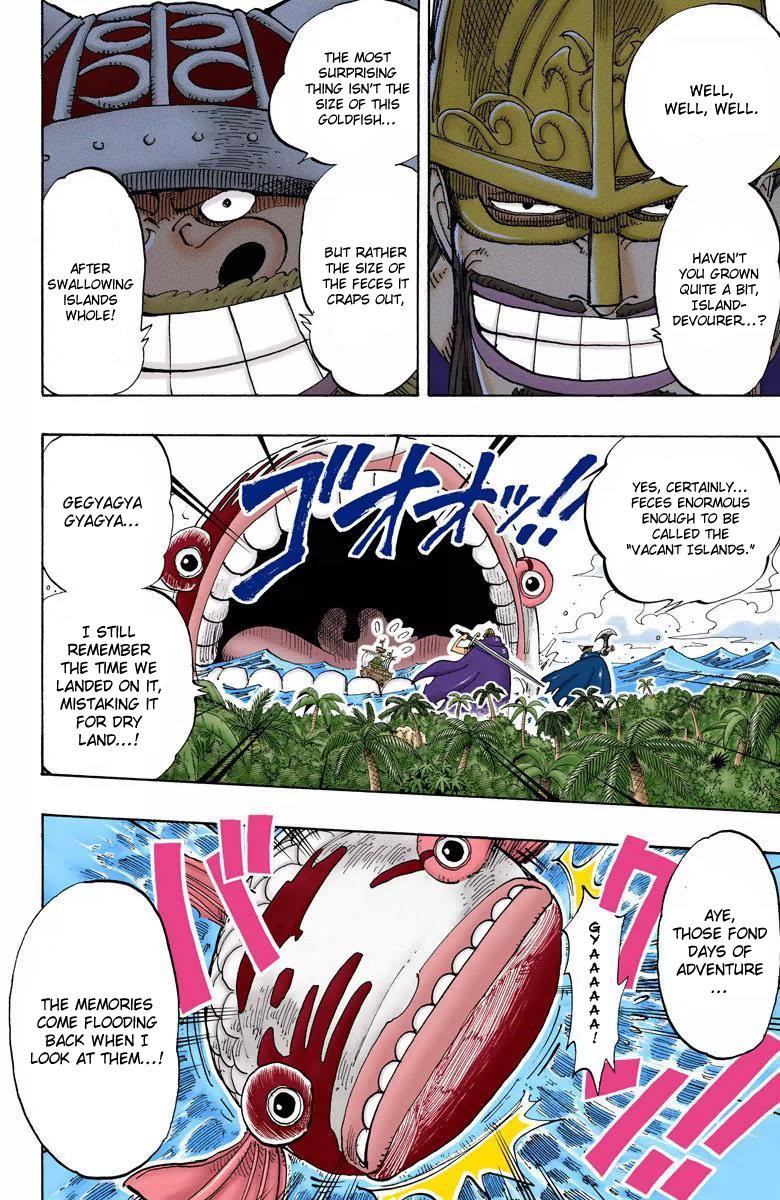 WELL,
WELL, WELL.
HAVEN'T
YOU GROWN
QUITE A BIT,
ISLAND-
DEVOURER...?
THE MOST
SURPRISING
THING ISN'T THE
SIZE OF THIS
GOLDFISH...
BUT RATHER
THE SIZE OF
THE FECES IT
CRAPS OUT,
AFTER
SWALLOWING
ISLANDS
WHOLE!
YES, CERTAINLY...
FECES ENORMOUS
ENOUGH TO BE
CALLED THE
"VACANT ISLANDS."
ゴオオオッ!!
GEGYAGYA
GYAGYA...
I STILL
REMEMBER
THE TIME WE
LANDED ON IT,
MISTAKING IT
FOR DRY
LAND...!
AYE,
THOSE FOND
DAYS OF
ADVENTURE
...
バクッ
GYAAAAAA!
THE MEMORIES
COME FLOODING
BACK WHEN I
LOOK AT THEM...!